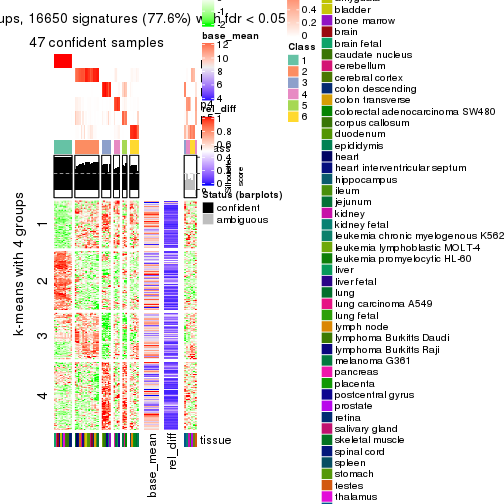 ups, 16650 signatures (77.6%) with fdr < 0.05
47 confident samples
k-means with 4 groups
1
2
3
4
base_mean
rel_diff
tissue
-2
base_mean
12
10
8
6
4
rel_diff
1
0.8
0.6
0.4
0.2
0
silhouette
score
Status (barplots)
confident
ambiguous
0.4
0.2
0
Class
1
2
3
4
5
6
bladder
bone marrow
brain
brain fetal
caudate nucleus
cerebellum
cerebral cortex
colon descending
colon transverse
colorectal adenocarcinoma SW480
corpus callosum
duodenum
epididymis
heart
heart interventricular septum
hippocampus
ileum
jejunum
kidney
kidney fetal
leukemia chronic myelogenous K562
leukemia lymphoblastic MOLT-4
leukemia promyelocytic HL-60
liver
liver fetal
lung
lung carcinoma A549
lung fetal
lymph node
lymphoma Burkitts Daudi
lymphoma Burkitts Raji
melanoma G361
pancreas
placenta
postcentral gyrus
prostate
retina
salivary gland
skeletal muscle
spinal cord
spleen
stomach
testes
thalamus